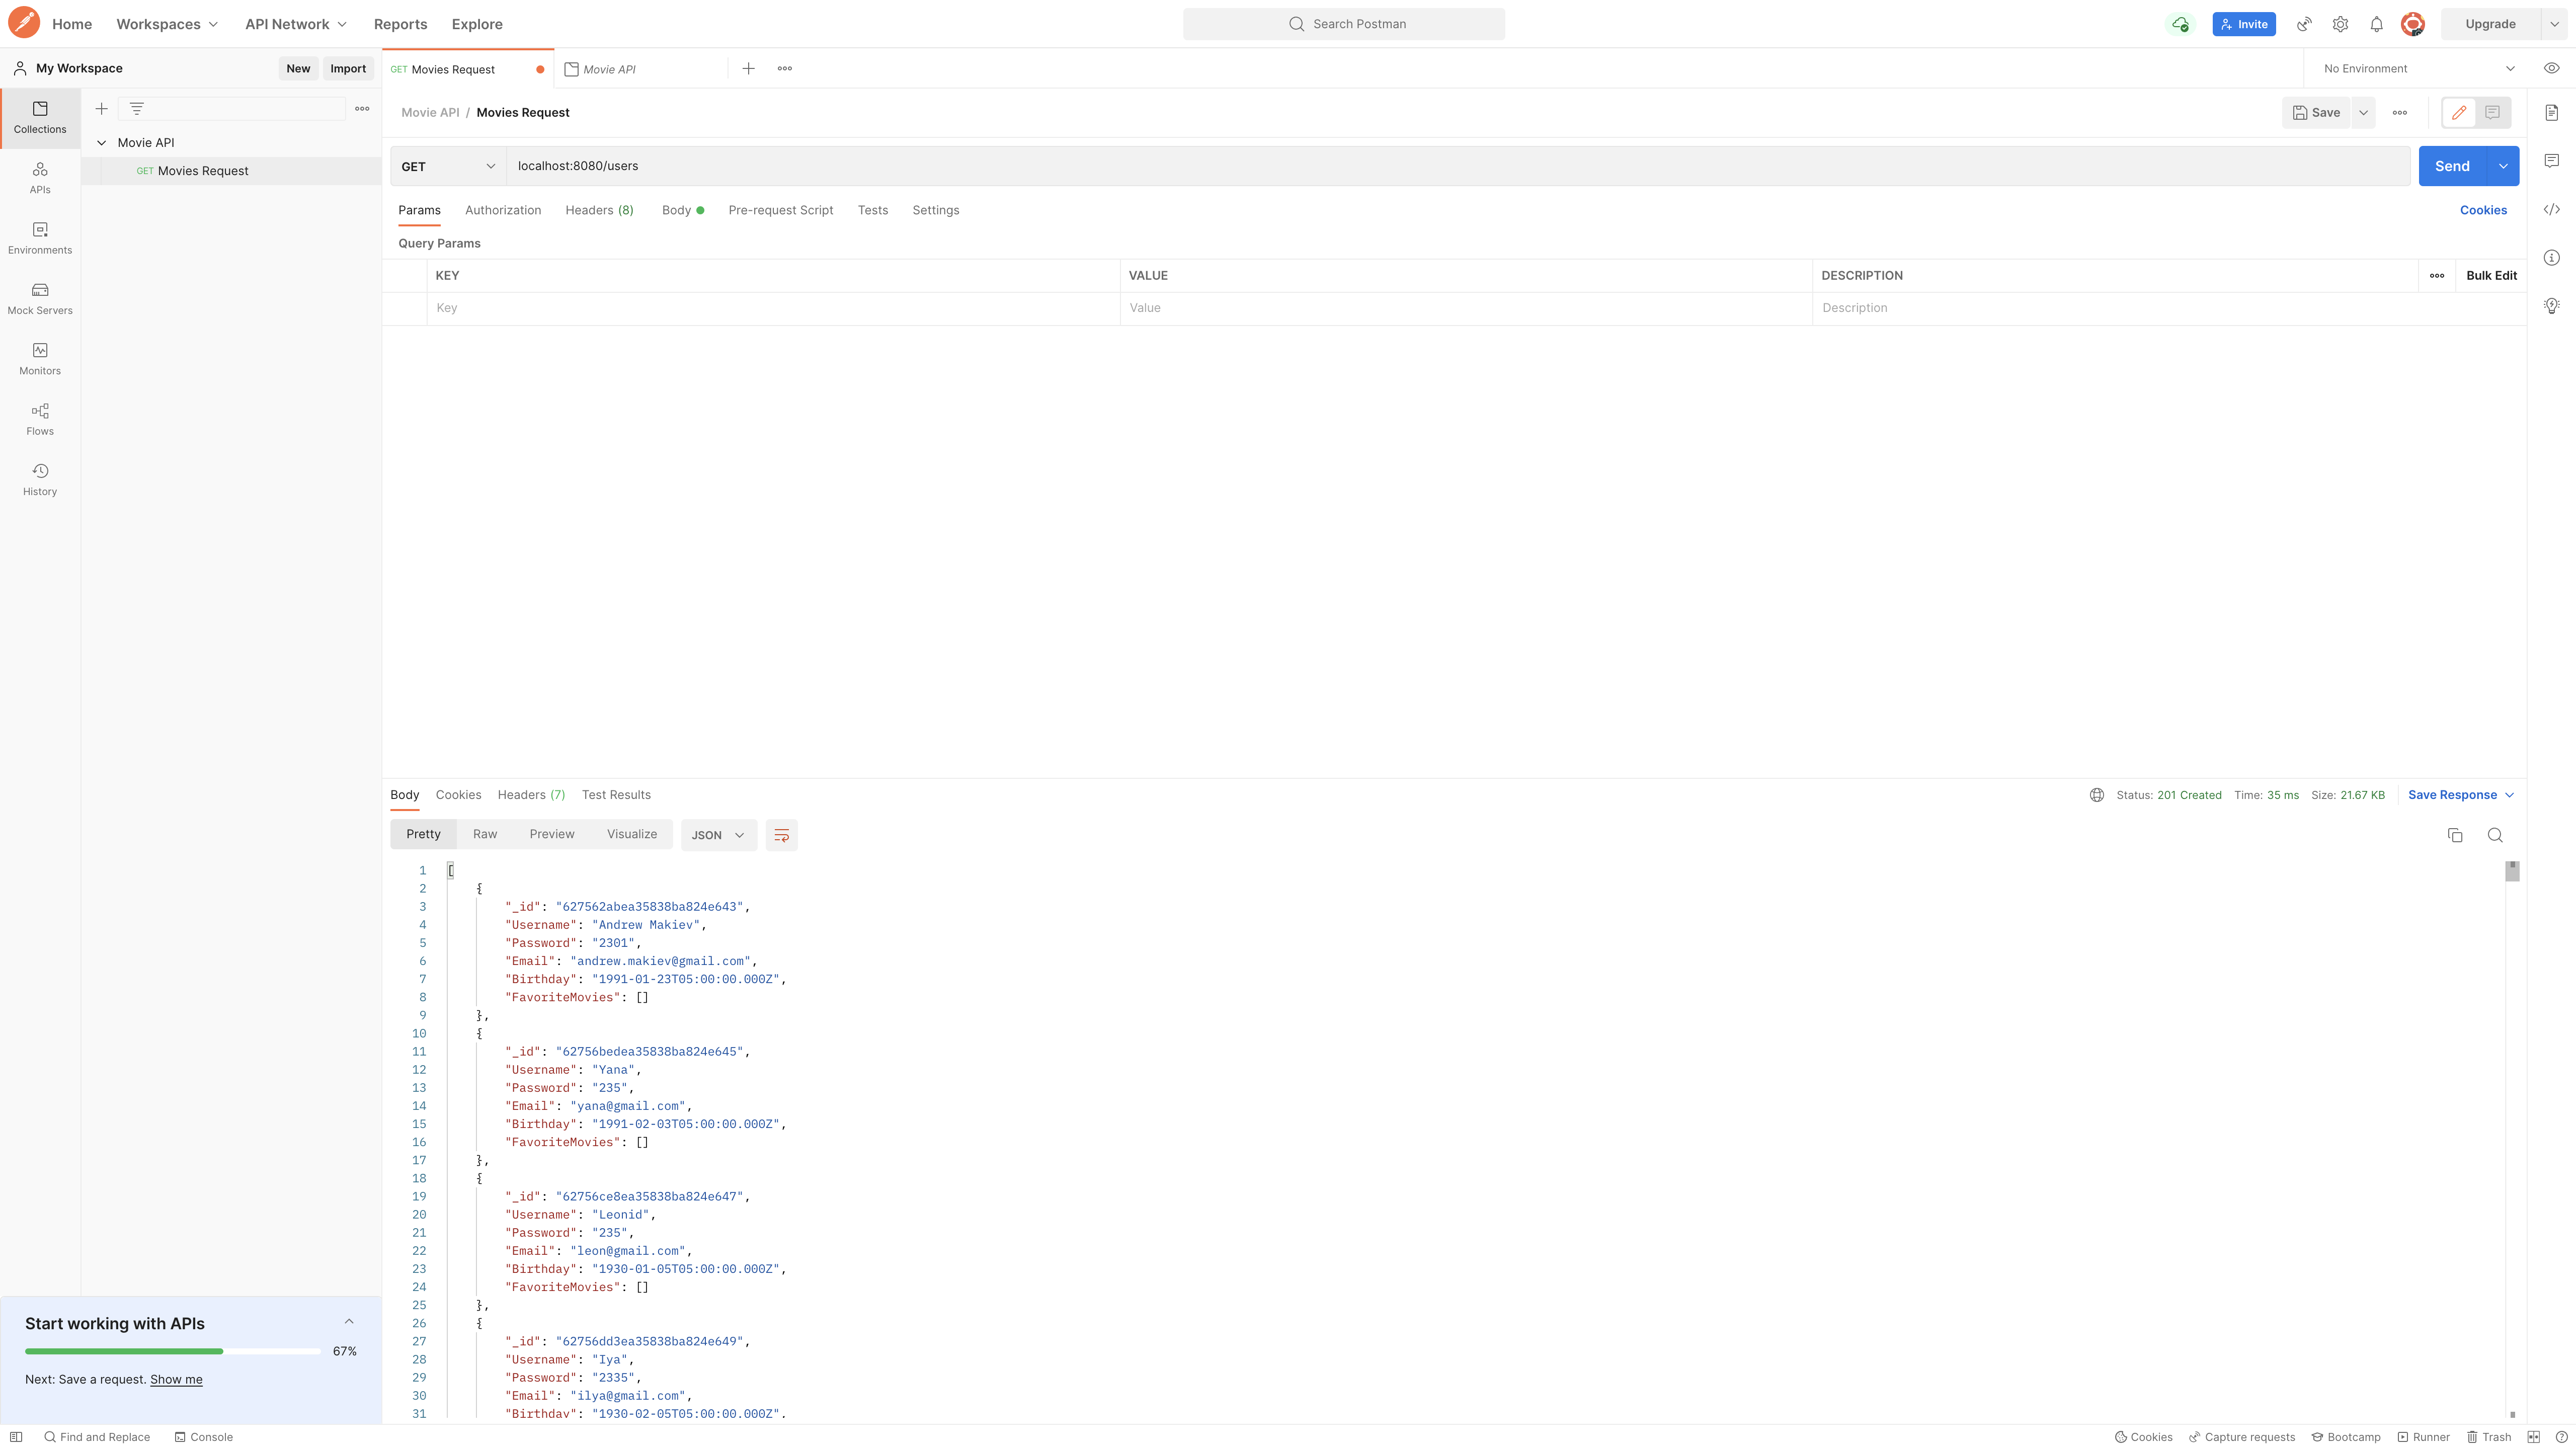 Home Workspaces API Network Reports Explore Search Postman Invite Upgrade
My Workspace New Import GET Movies Request Movie API No Environment
Collections
Movie API
GET Movies Request
APIs
Environments
Mock Servers
Monitors
Flows
History
Movie API / Movies Request Save
GET localhost:8080/users Send
Params Authorization Headers (8) Body Pre-request Script Tests Settings Cookies
Query Params
KEY VALUE DESCRIPTION Bulk Edit
Key Value Description
Body Cookies Headers (7) Test Results Status: 201 Created Time: 35 ms Size: 21.67 KB Save Response
Pretty Raw Preview Visualize JSON
1 [
2 {
3 "_id": "627562abea35838ba824e643",
4 "Username": "Andrew Makiev",
5 "Password": "2301",
6 "Email": "andrew.makiev@gmail.com",
7 "Birthday": "1991-01-23T05:00:00.000Z",
8 "FavoriteMovies": []
9 },
10 {
11 "_id": "62756bedea35838ba824e645",
12 "Username": "Yana",
13 "Password": "235",
14 "Email": "yana@gmail.com",
15 "Birthday": "1991-02-03T05:00:00.000Z",
16 "FavoriteMovies": []
17 },
18 {
19 "_id": "62756ce8ea35838ba824e647",
20 "Username": "Leonid",
21 "Password": "235",
22 "Email": "leon@gmail.com",
23 "Birthday": "1930-01-05T05:00:00.000Z",
24 "FavoriteMovies": []
25 },
26 {
27 "_id": "62756dd3ea35838ba824e649",
28 "Username": "Iya",
29 "Password": "2335",
30 "Email": "ilya@gmail.com",
31 "Birthday": "1930-02-05T05:00:00.000Z",
Start working with APIs
67%
Next: Save a request. Show me
Find and Replace Console Cookies Capture requests Bootcamp Runner Trash